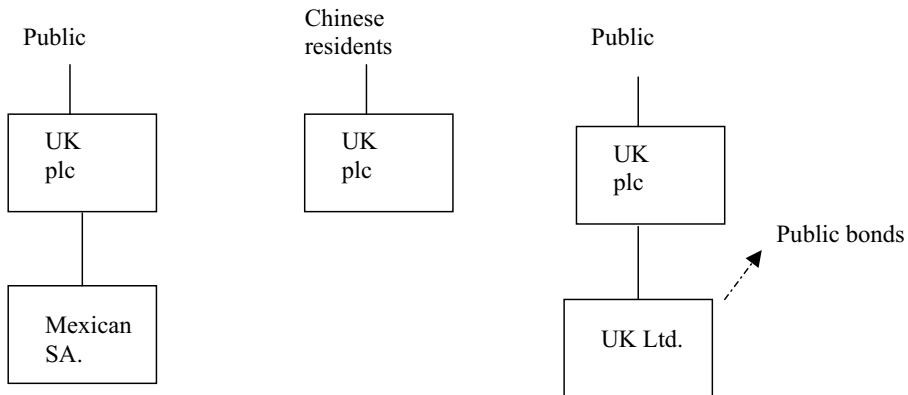 Public
UK
plc
Mexican
SA.
Chinese
residents
UK
plc
Public
UK
plc
Public bonds
UK Ltd.